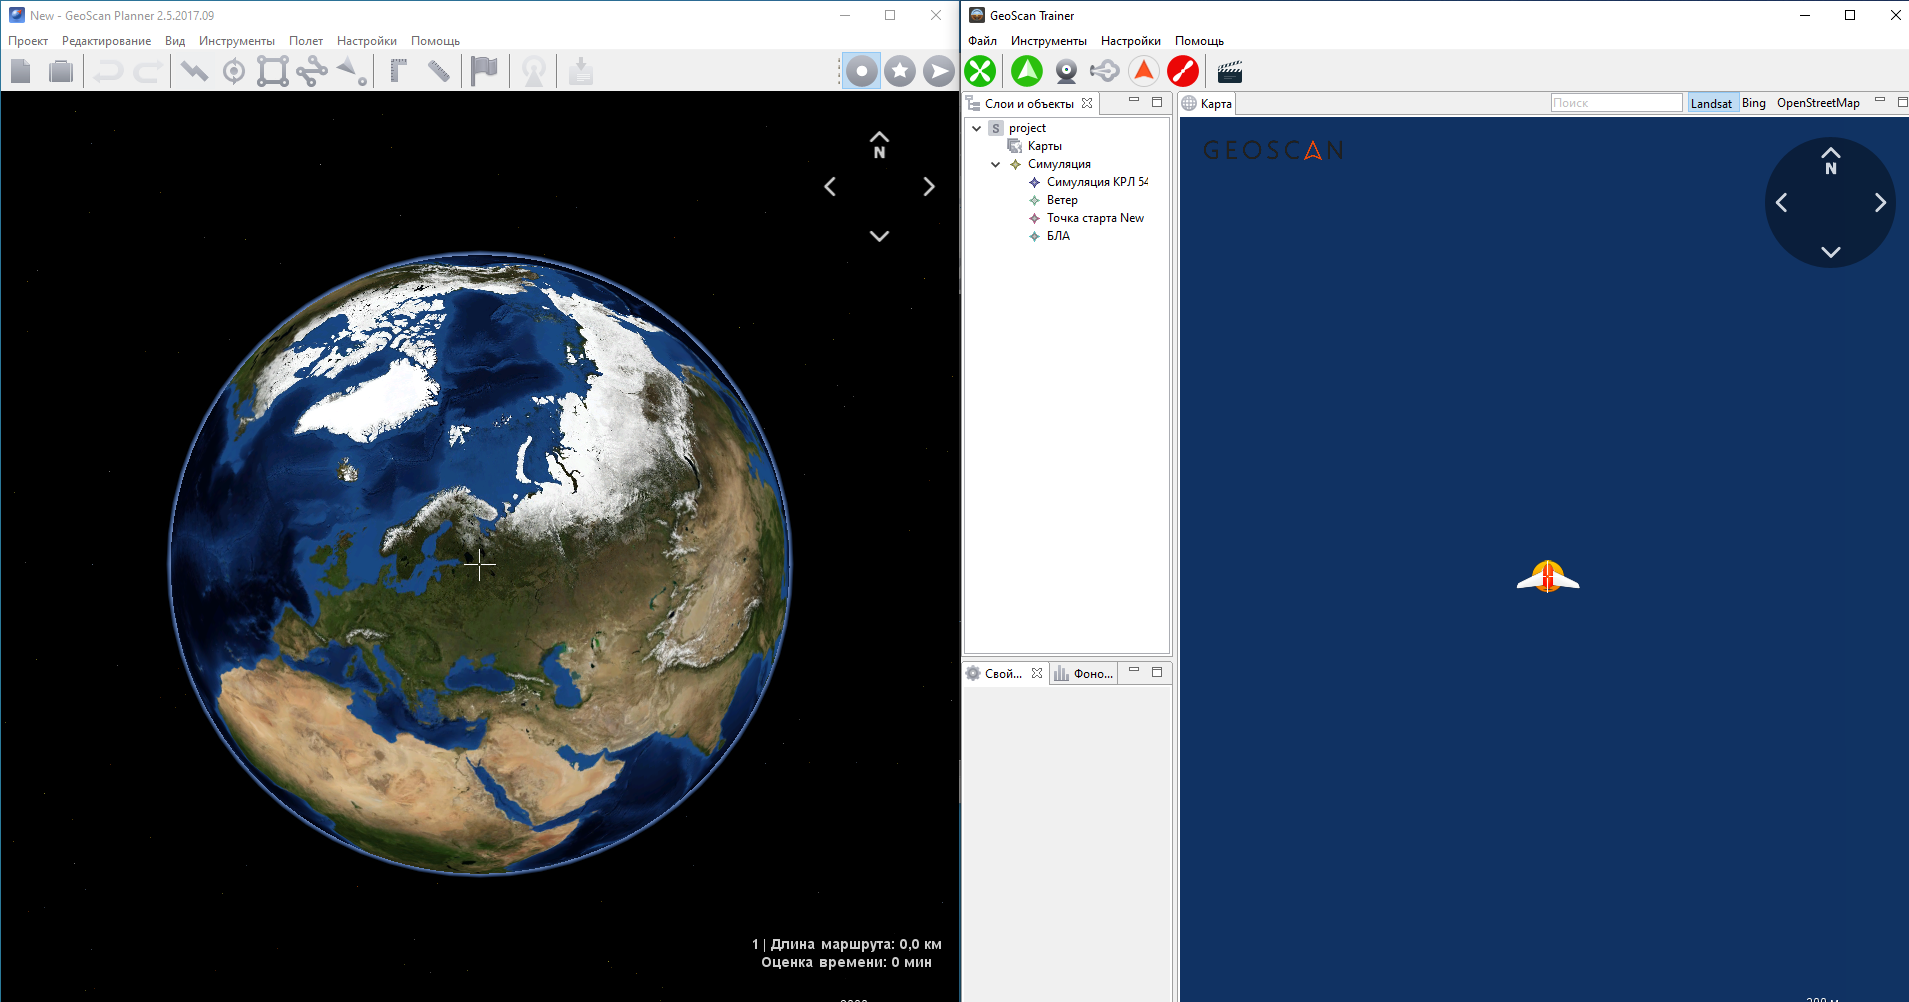 New - GeoScan Planner 2.5.2017.09
Проект Редактирование Вид Инструменты Полет Настройки Помощь
N
1 | Длина маршрута: 0,0 км
Оценка времени: 0 мин
GeoScan Trainer
Файл Инструменты Настройки Помощь
Слои и объекты
S project
Карты
Симуляция
Симуляция КРЛ 54
Ветер
Точка старта New
БЛА
Свой... Фоно...
Карта Поиск Landsat Bing OpenStreetMap
GEOSCAN
N